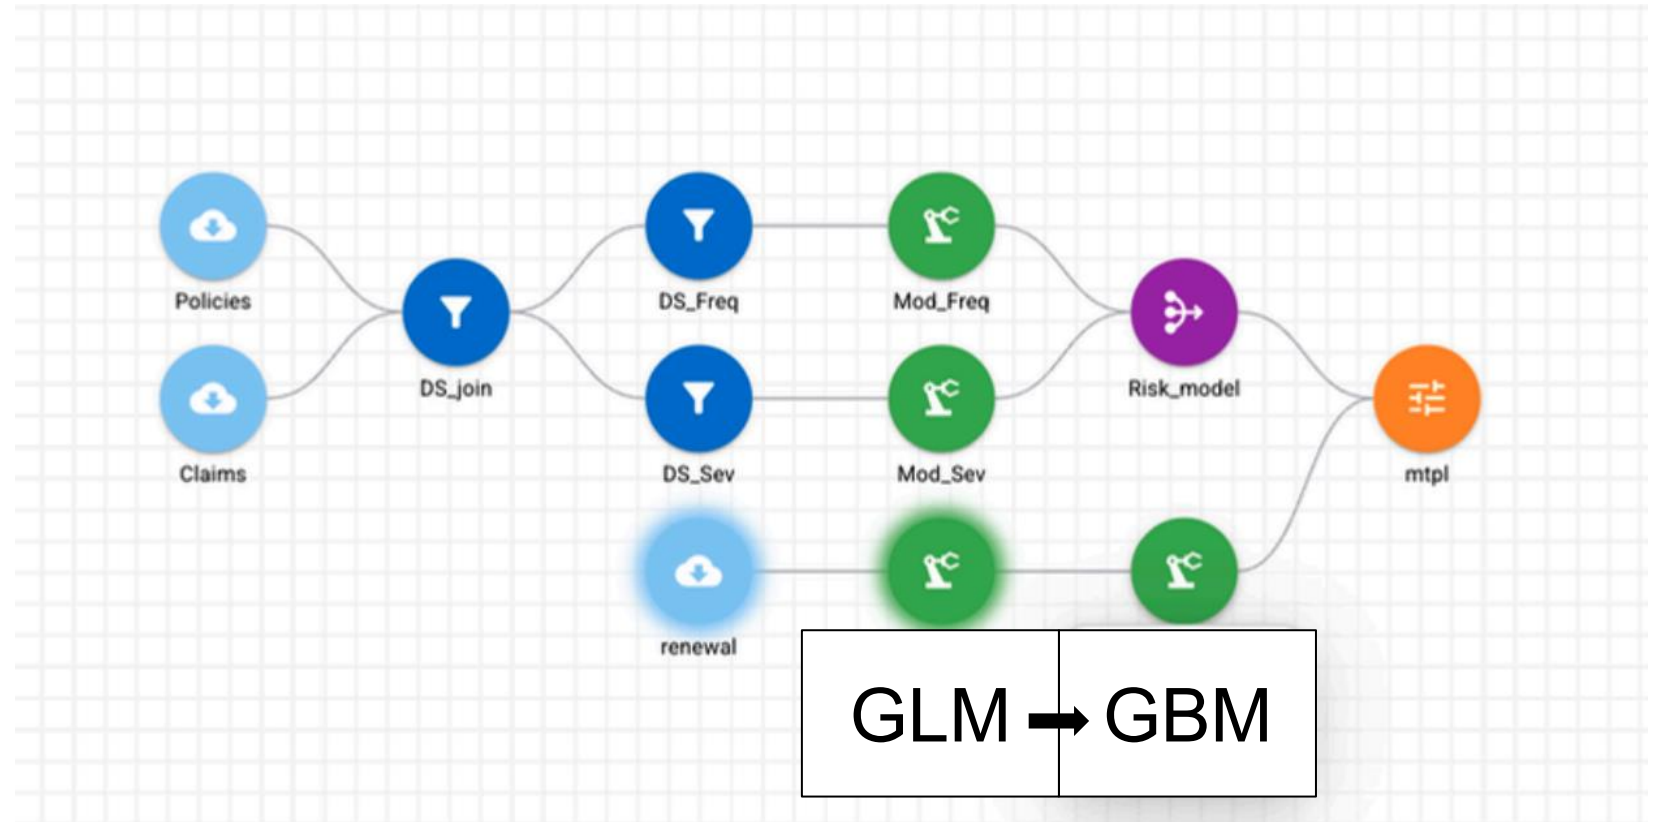 Policies
DS_Freq
Mod_Freq
DS_join
Risk_model
Claims
DS_Sev
Mod_Sev
mtpl
renewal
GLM ➡ GBM